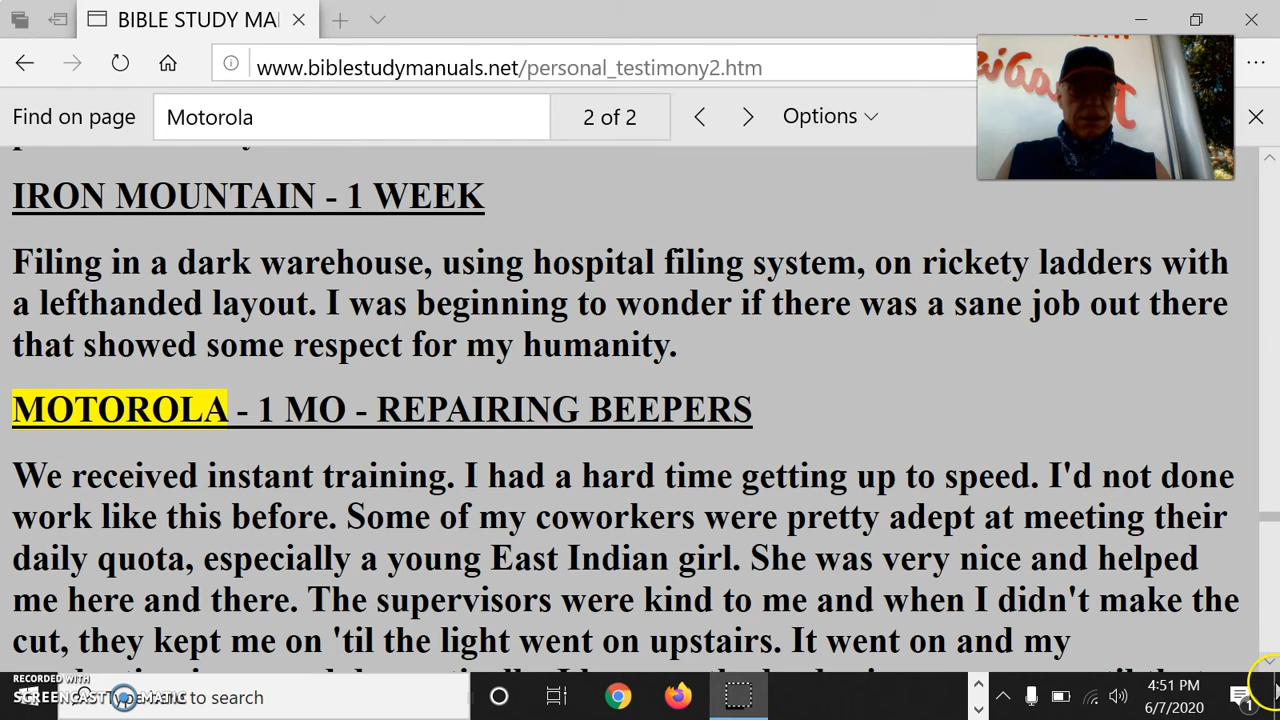 BIBLE STUDY MA
www.biblestudymanuals.net/personal_testimony2.htm
Find on page
Motorola
2 of 2
Options
IRON MOUNTAIN - 1 WEEK
Filing in a dark warehouse, using hospital filing system, on rickety ladders with
a lefthanded layout. I was beginning to wonder if there was a sane job out there
that showed some respect for my humanity.
MOTOROLA - 1 MO - REPAIRING BEEPERS
We received instant training. I had a hard time getting up to speed. I'd not done
work like this before. Some of my coworkers were pretty adept at meeting their
daily quota, especially a young East Indian girl. She was very nice and helped
me here and there. The supervisors were kind to me and when I didn't make the
cut, they kept me on 'til the light went on upstairs. It went on and my
RECORDED WITH
SCREENCAST MATIC
Type here to search
4:51 PM
6/7/2020
1